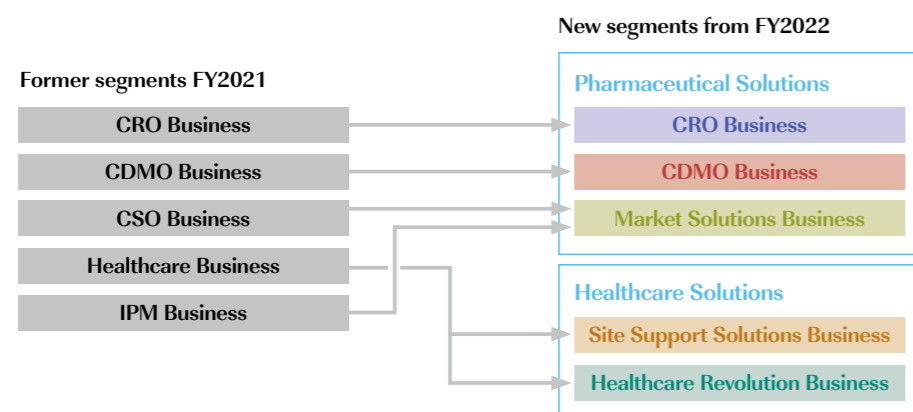 Former segments FY2021
CRO Business
CDMO Business
CSO Business
Healthcare Business
IPM Business
New segments from FY2022
Pharmaceutical Solutions
CRO Business
CDMO Business
Market Solutions Business
Healthcare Solutions
Site Support Solutions Business
Healthcare Revolution Business